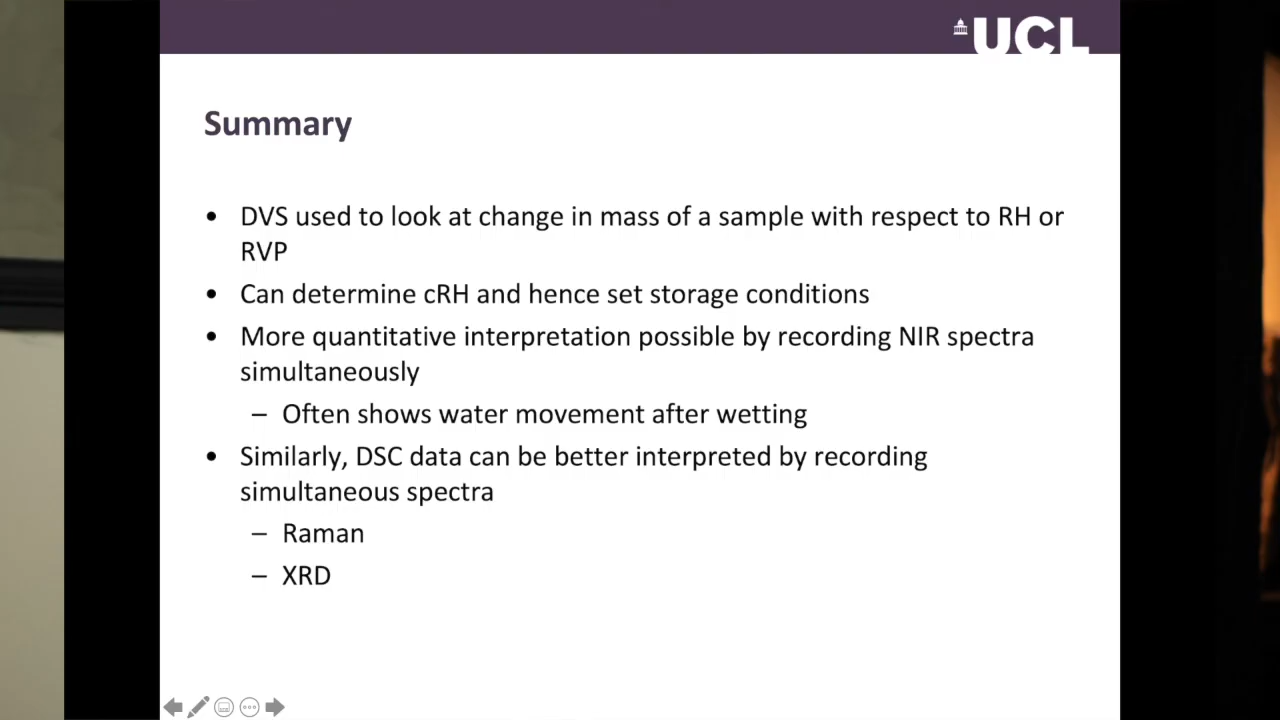 UCL
Summary
• DVS used to look at change in mass of a sample with respect to RH or
RVP
• Can determine cRH and hence set storage conditions
• More quantitative interpretation possible by recording NIR spectra
simultaneously
– Often shows water movement after wetting
• Similarly, DSC data can be better interpreted by recording
simultaneous spectra
– Raman
– XRD